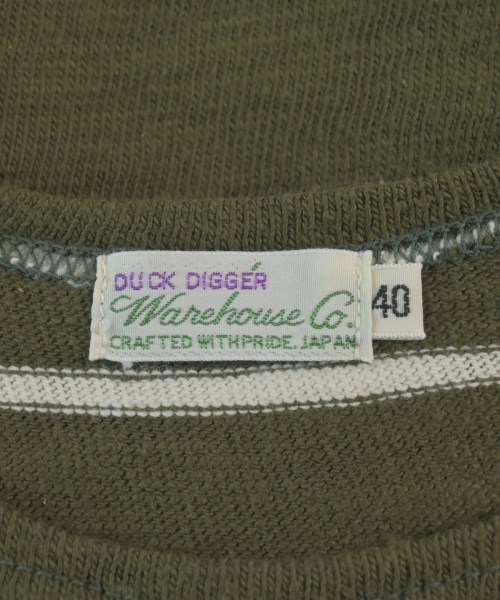 DUCK DIGGER
Warehouse Co.
CRAFTED WITH PRIDE. JAPAN
40